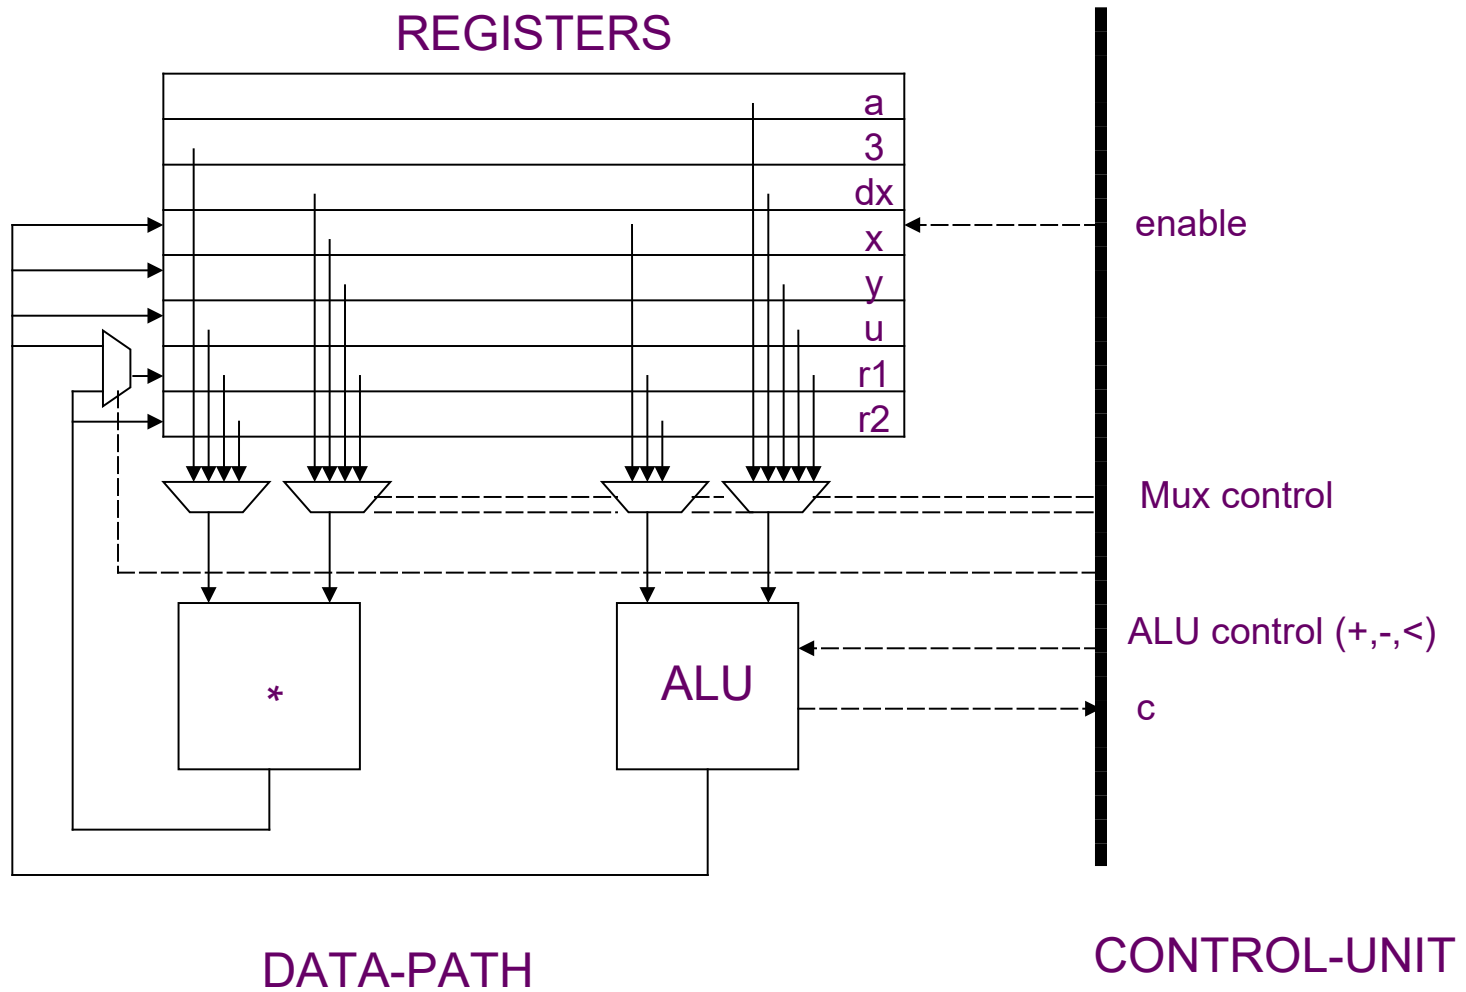 REGISTERS
a
3
dx
x
enable
y
u
r1
r2
Mux control
ALU control (+,-,<)
*
ALU
c
DATA-PATH
CONTROL-UNIT